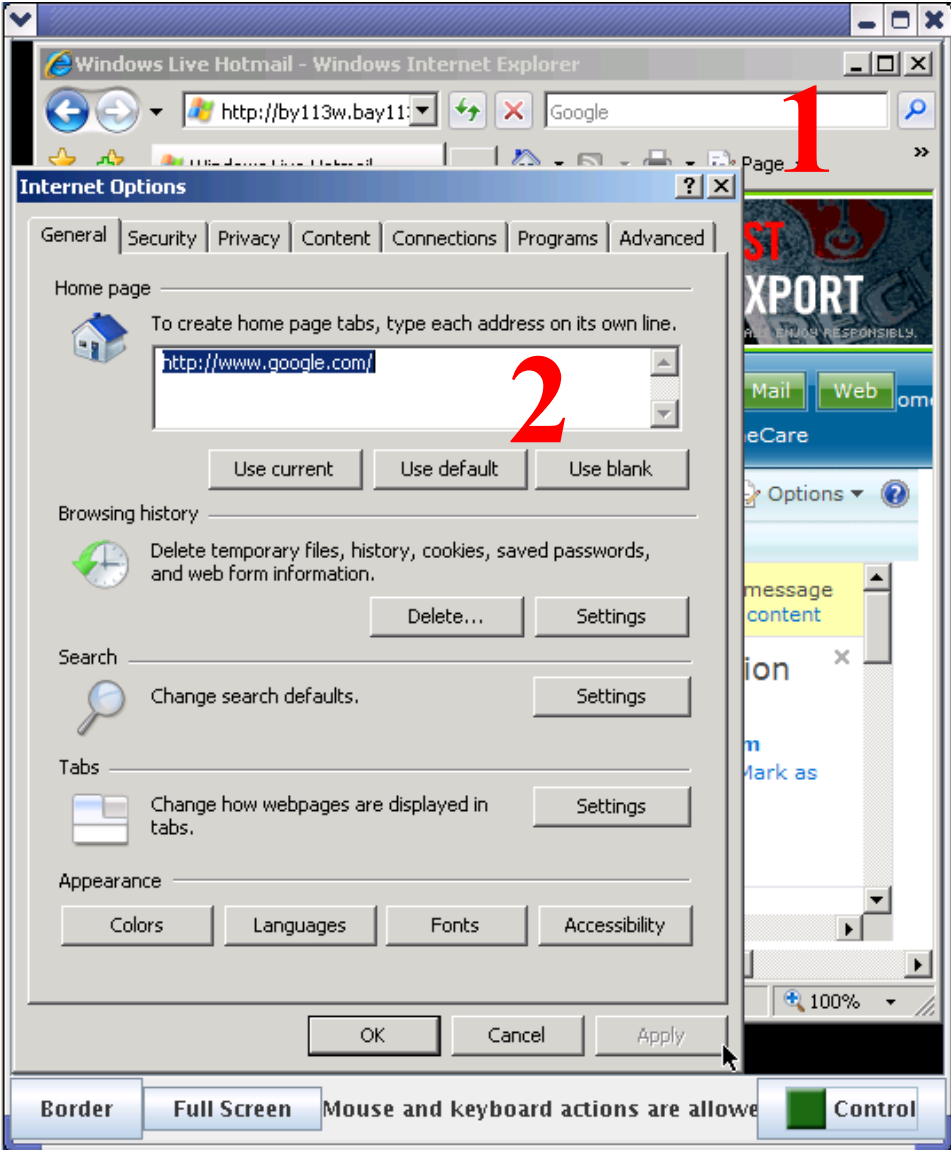 Windows Live Hotmail - Windows Internet Explorer
http://by113w.bay11
Google
1
Page
»
Internet Options
General Security Privacy Content Connections Programs Advanced
ST
XPORT
ENJOY RESPONSIBLY.
Home page
To create home page tabs, type each address on its own line.
http://www.google.com/
2
Mail Web ome
eCare
Use current Use default Use blank
Options
Browsing history
Delete temporary files, history, cookies, saved passwords,
and web form information.
message
content
Delete... Settings
Search
ion
Change search defaults.
Settings
m
Mark as
Tabs
Change how webpages are displayed in
tabs.
Settings
Appearance
Colors Languages Fonts Accessibility
100%
OK Cancel Apply
Border Full Screen Mouse and keyboard actions are allowe Control